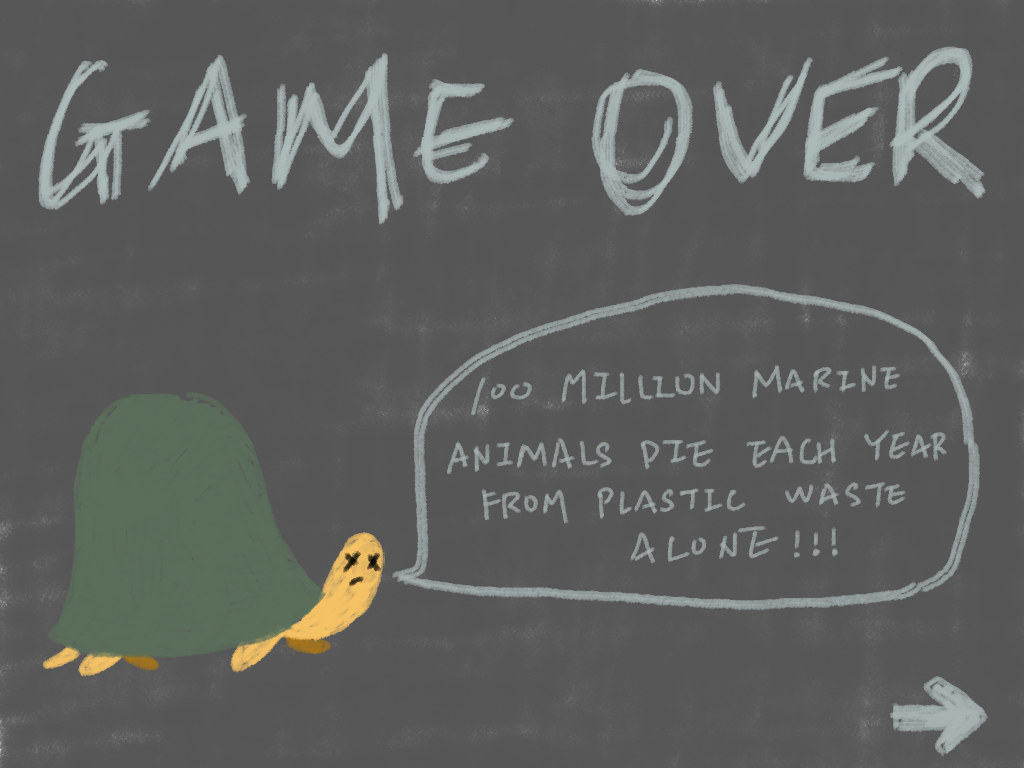 GAME OVER
100 MILLION MARINE
ANIMALS DIE EACH YEAR
FROM PLASTIC WASTE
ALONE!!!